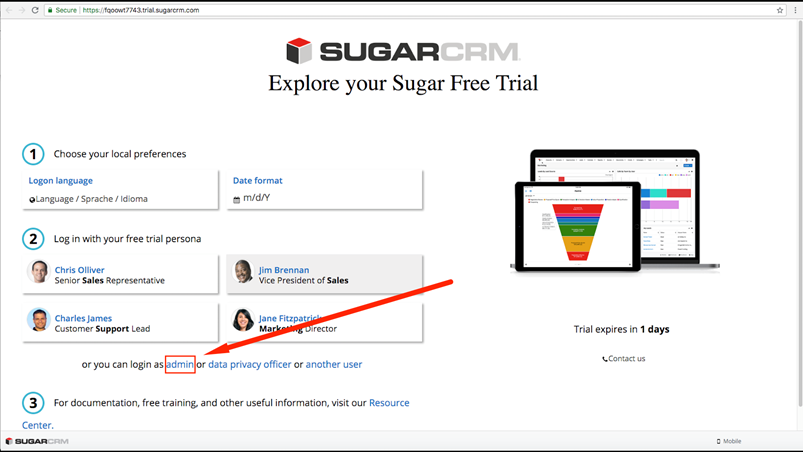 Secure https://fqoowt7743.trial.sugarcrm.com
SUGARCRM
Explore your Sugar Free Trial
1 Choose your local preferences
Logon language
Language / Sprache / Idioma
Date format
m/d/Y
2 Log in with your free trial persona
Chris Olliver
Senior Sales Representative
Jim Brennan
Vice President of Sales
Charles James
Customer Support Lead
Jane Fitzpatrick
Marketing Director
or you can login as admin or data privacy officer or another user
3 For documentation, free training, and other useful information, visit our Resource
Center.
Trial expires in 1 days
Contact us
SUGARCRM
Mobile